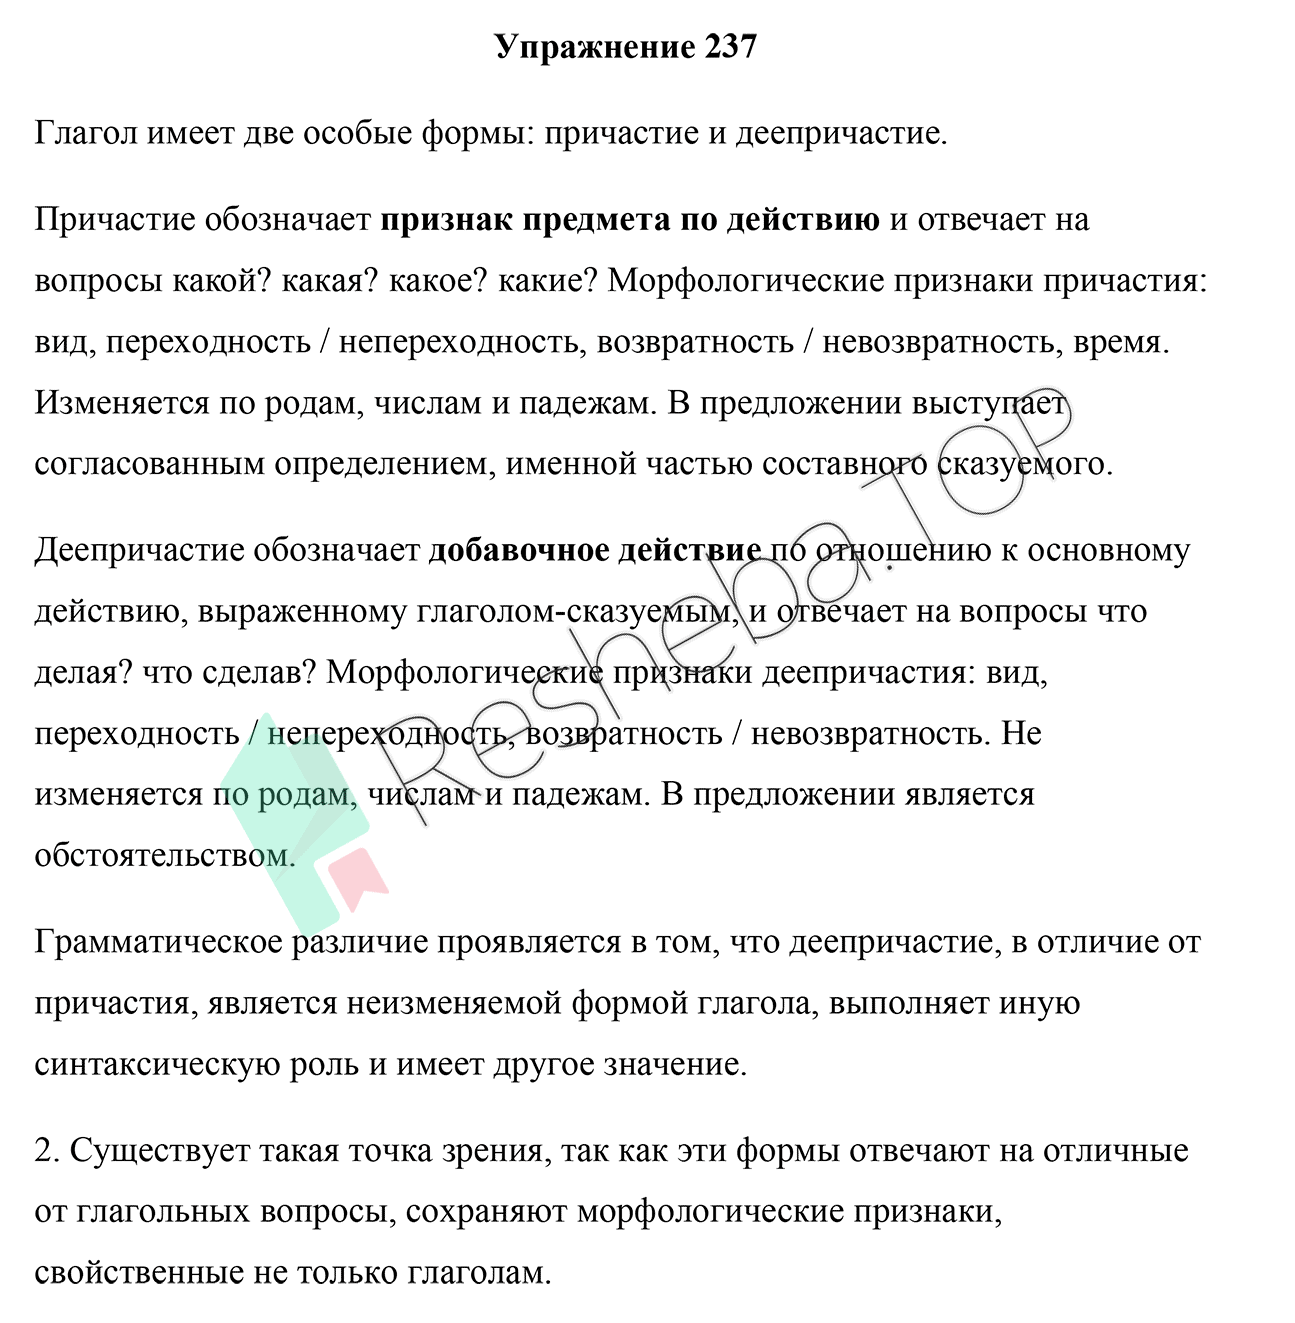 Упражнение 237
Глагол имеет две особые формы: причастие и деепричастие.
Причастие обозначает признак предмета по действию и отвечает на
вопросы какой? какая? какое? какие? Морфологические признаки причастия:
вид, переходность / непереходность, возвратность / невозвратность, время.
Изменяется по родам, числам и падежам. В предложении выступает
согласованным определением, именной частью составного сказуемого.
Деепричастие обозначает добавочное действие по отношению к основному
действию, выраженному глаголом-сказуемым, и отвечает на вопросы что
делая? что сделав? Морфологические признаки деепричастия: вид,
переходность / непереходность, возвратность / невозвратность. Не
изменяется по родам, числам и падежам. В предложении является
обстоятельством.
Грамматическое различие проявляется в том, что деепричастие, в отличие от
причастия, является неизменяемой формой глагола, выполняет иную
синтаксическую роль и имеет другое значение.
2. Существует такая точка зрения, так как эти формы отвечают на отличные
от глагольных вопросы, сохраняют морфологические признаки,
свойственные не только глаголам.
Resheba.TOP